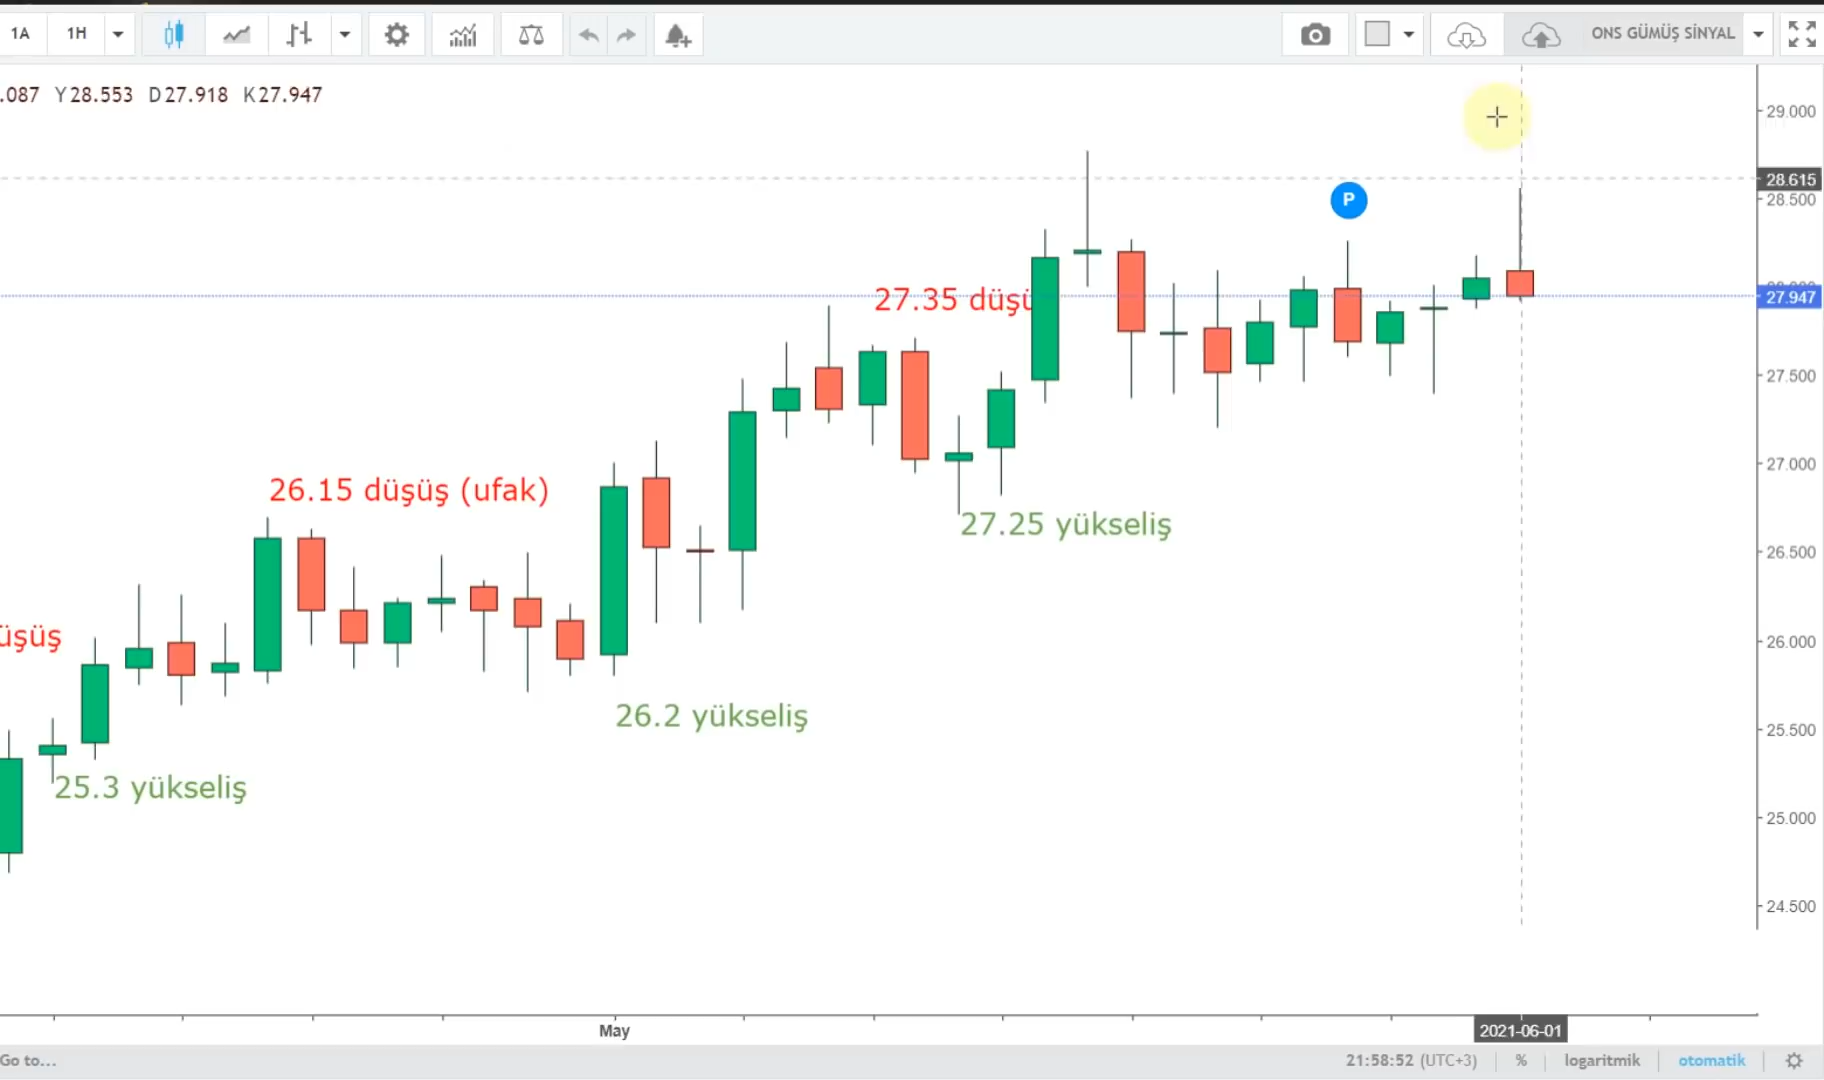 1A 1H ONS GÜMÜŞ SİNYAL
.087 Y28.553 D27.918 K27.947
29.000
28.615
28.500
P
27.35 düşü
27.947
27.500
27.000
26.15 düşüş (ufak)
27.25 yükseliş
26.500
üşüş
26.000
26.2 yükseliş
25.500
25.3 yükseliş
25.000
24.500
May 2021-06-01
Go to... 21:58:52 (UTC+3) % logaritmik otomatik